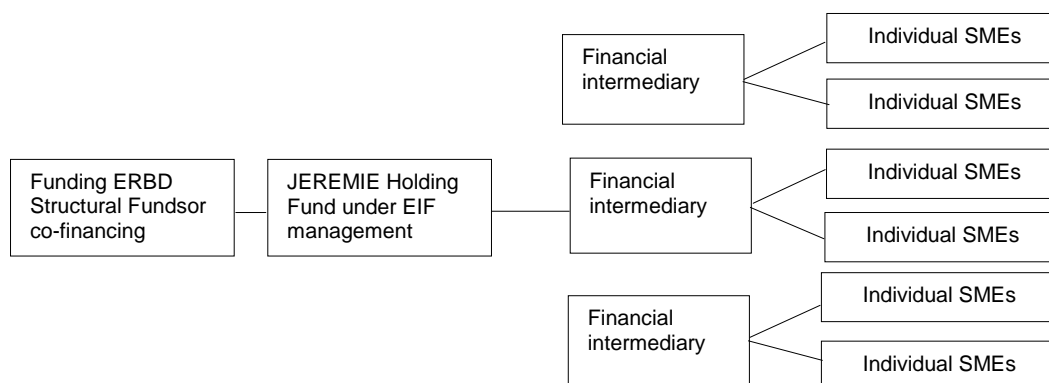 Funding ERBD
Structural Fundsor
co-financing
JEREMIE Holding
Fund under EIF
management
Financial
intermediary
Individual SMEs
Individual SMEs
Financial
intermediary
Individual SMEs
Individual SMEs
Financial
intermediary
Individual SMEs
Individual SMEs